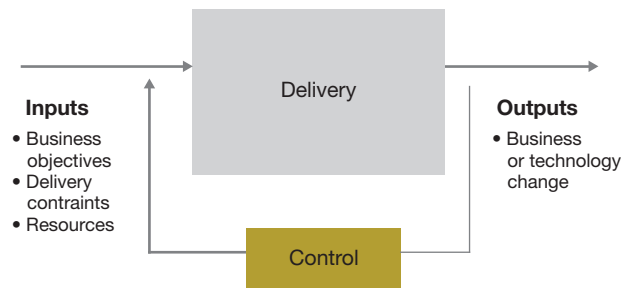 Delivery
Inputs
• Business
objectives
• Delivery
contraints
• Resources
Outputs
• Business
or technology
change
Control